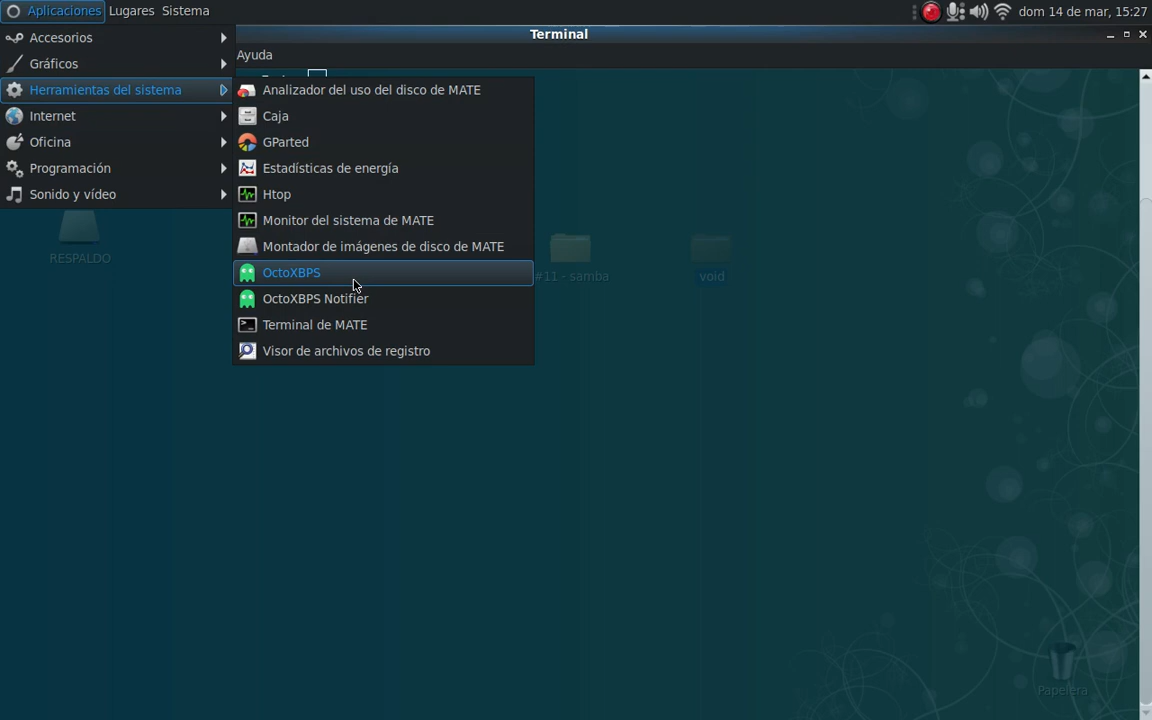 Aplicaciones Lugares Sistema dom 14 de mar, 15:27
Terminal
Ayuda
Accesorios
Gráficos
Herramientas del sistema
Internet
Oficina
Programación
Sonido y vídeo
Analizador del uso del disco de MATE
Caja
GParted
Estadísticas de energía
Htop
Monitor del sistema de MATE
Montador de imágenes de disco de MATE
OctoXBPS
OctoXBPS Notifier
Terminal de MATE
Visor de archivos de registro
RESPALDO
#11 - samba
void
Papelera